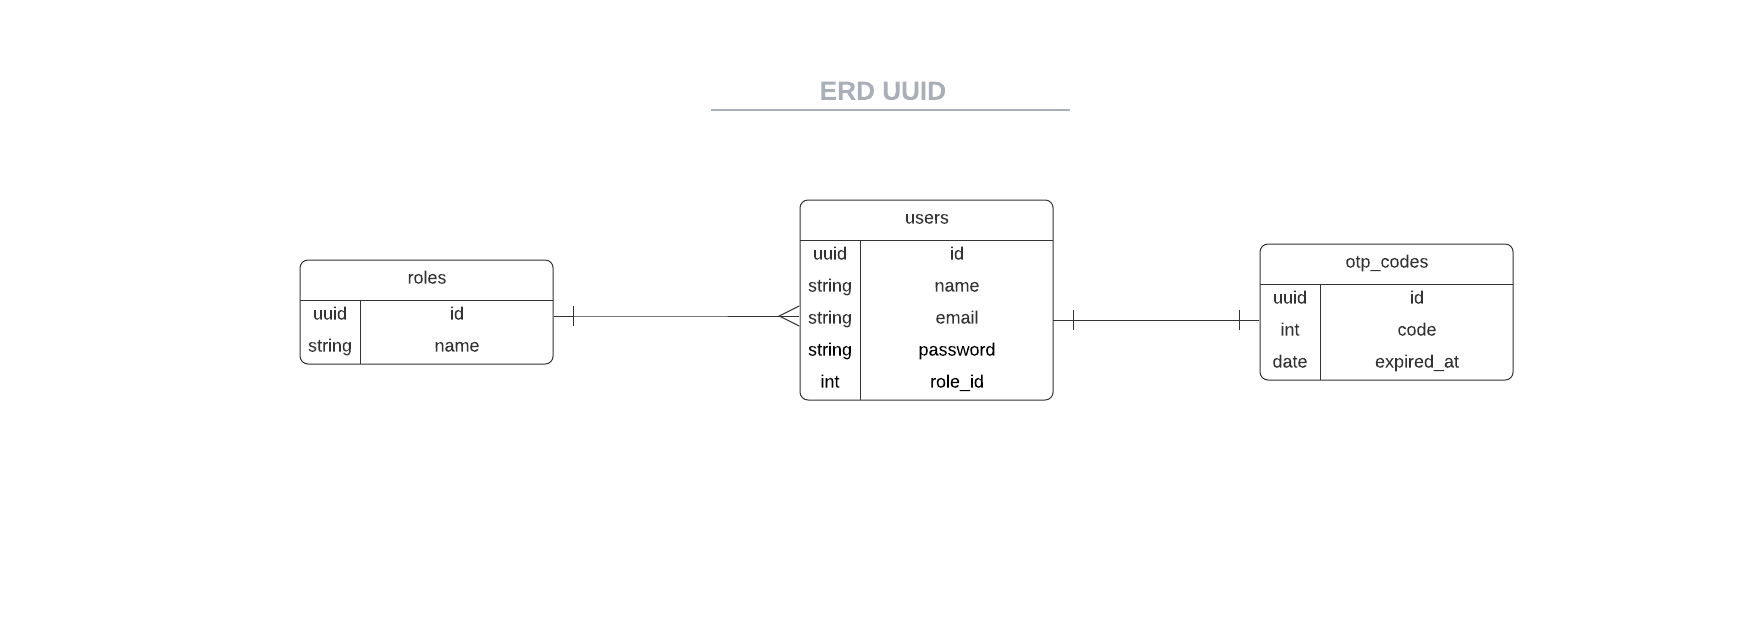 ERD UUID
roles
uuid id
string name
users
uuid id
string name
string email
string password
int role_id
otp_codes
uuid id
int code
date expired_at